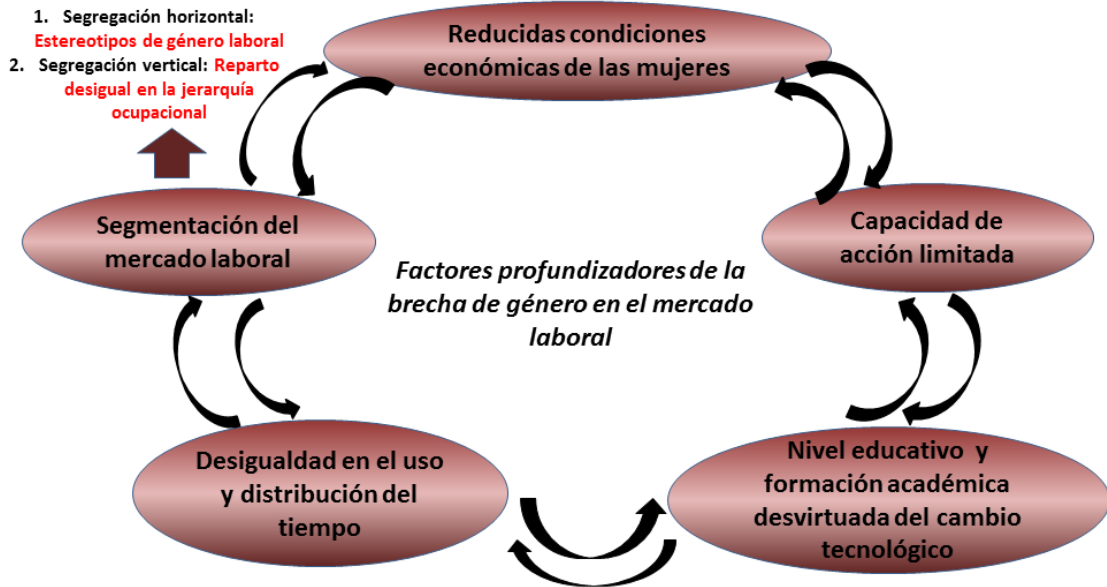 1. Segregación horizontal:
Estereotipos de género laboral
2. Segregación vertical: Reparto
desigual en la jerarquía
ocupacional
Reducidas condiciones
económicas de las mujeres
Segmentación del
mercado laboral
Capacidad de
acción limitada
Factores profundizadores de la
brecha de género en el mercado
laboral
Desigualdad en el uso
y distribución del
tiempo
Nivel educativo y
formación académica
desvirtuada del cambio
tecnológico